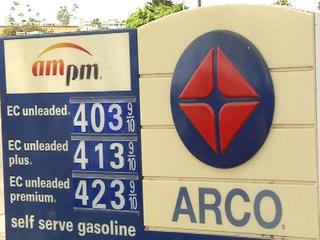 ampm®
EC unleaded® 403 9/10
EC unleaded
plus® 413 9/10
EC unleaded
premium® 423 9/10
self serve gasoline
ARCO